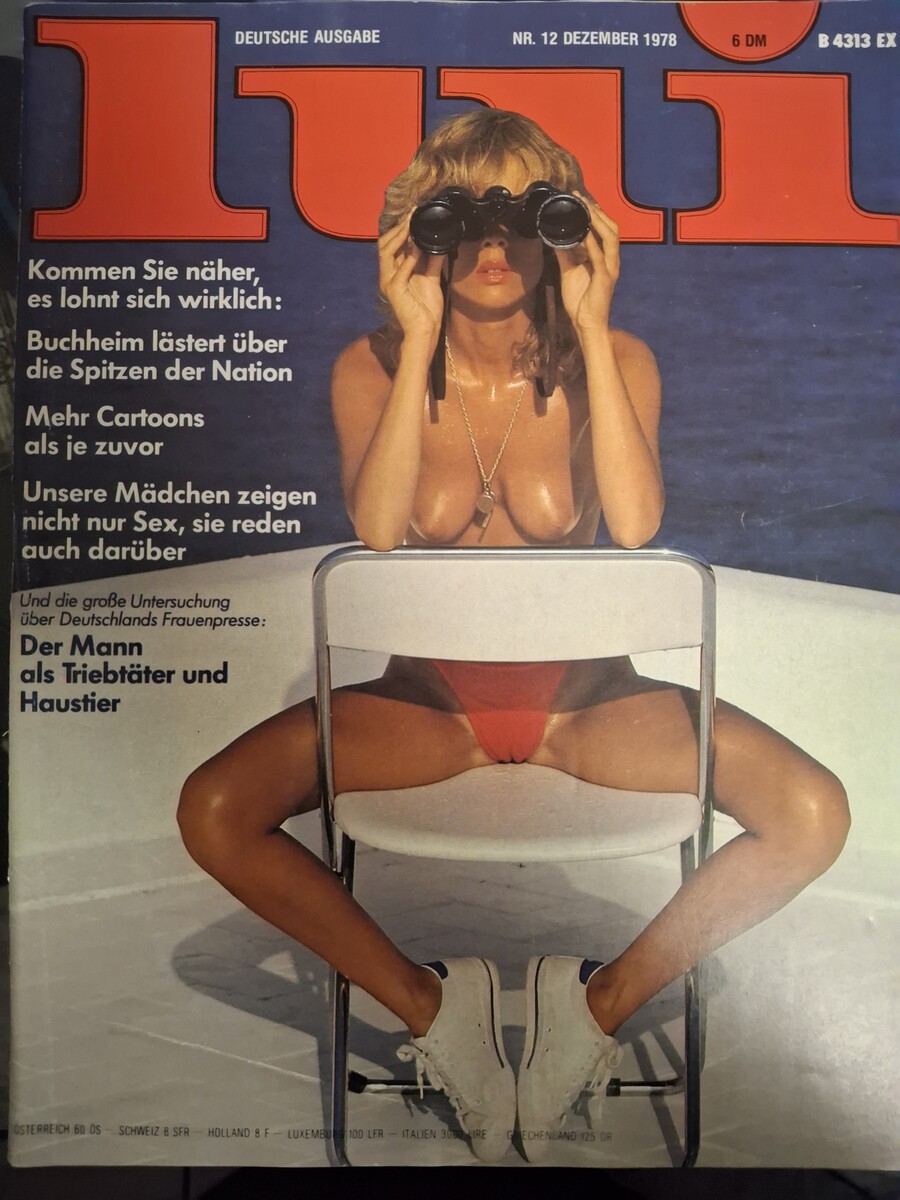 DEUTSCHE AUSGABE
NR. 12 DEZEMBER 1978
6 DM
B 4313 EX
lui
Kommen Sie näher,
es lohnt sich wirklich:
Buchheim lästert über
die Spitzen der Nation
Mehr Cartoons
als je zuvor
Unsere Mädchen zeigen
nicht nur Sex, sie reden
auch darüber
Und die große Untersuchung
über Deutschlands Frauenpresse:
Der Mann
als Triebtäter und
Haustier
ÖSTERREICH 60 ÖS – SCHWEIZ 8 SFR – HOLLAND 8 F – LUXEMBURG 100 LFR – ITALIEN LIRE – GRIECHENLAND 125 DR